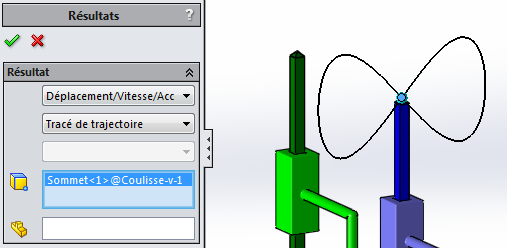 Résultats
?
Résultat
Déplacement/Vitesse/Acc
Tracé de trajectoire
Sommet<1>@Coulisse-v-1